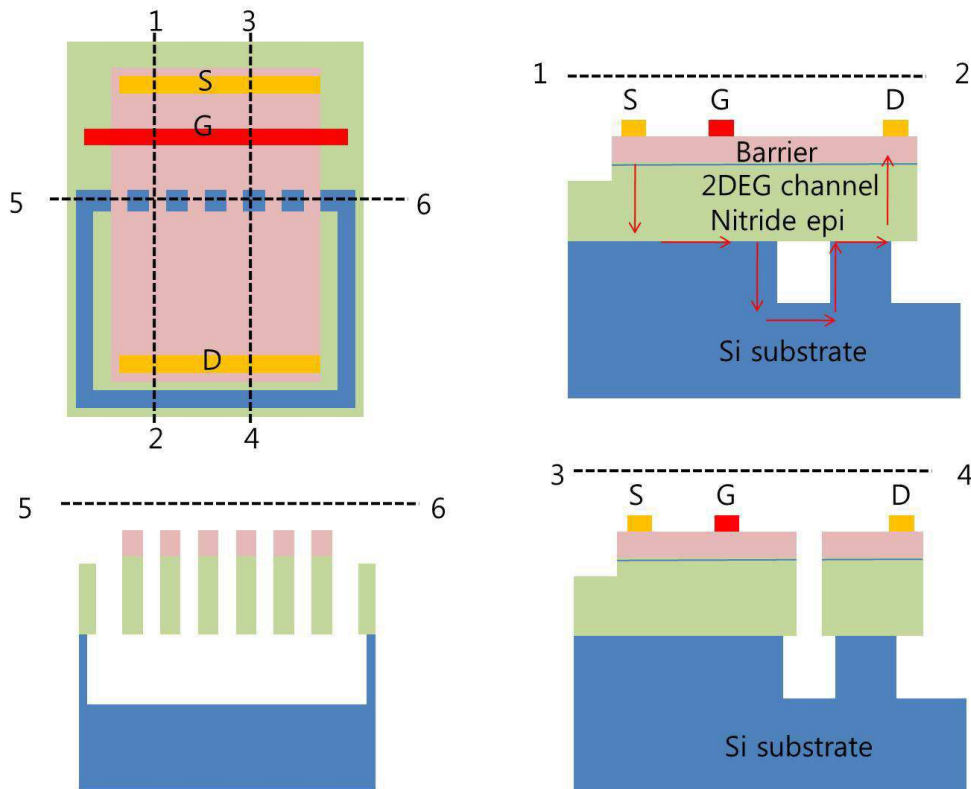 1 3
S
G
5 6
D
2 4
1 2
S G D
Barrier
2DEG channel
Nitride epi
Si substrate
5 6
3 4
S G D
Si substrate